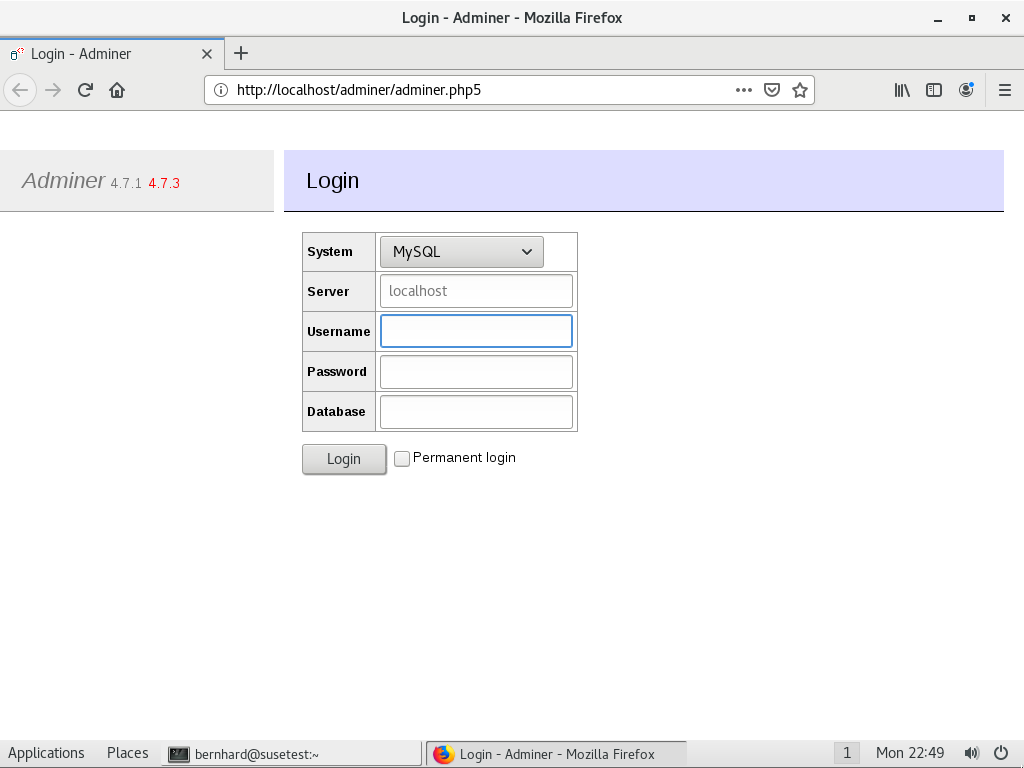 Login - Adminer - Mozilla Firefox
Login - Adminer
http://localhost/adminer/adminer.php5
Adminer 4.7.1 4.7.3
Login
System MySQL
Server localhost
Username
Password
Database
Login Permanent login
Applications Places bernhard@susetest:~ Login - Adminer - Mozilla Firefox 1 Mon 22:49